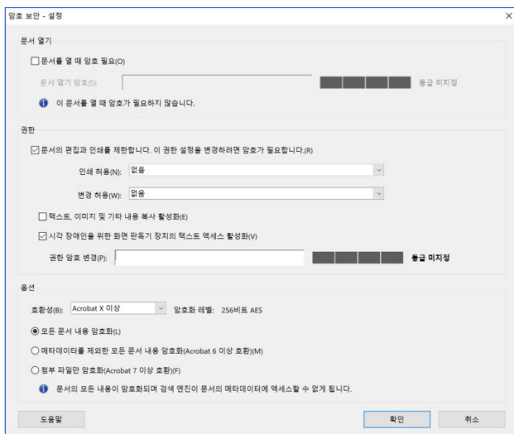 암호 보안 - 설정
문서 열기
문서를 열 때 암호 필요(O)
문서 열기 암호(S): 등급 미지정
이 문서를 열 때 암호가 필요하지 않습니다.
권한
문서의 편집과 인쇄를 제한합니다. 이 권한 설정을 변경하려면 암호가 필요합니다.(R)
인쇄 허용(N): 없음
변경 허용(W): 없음
텍스트, 이미지 및 기타 내용 복사 활성화(E)
시각 장애인을 위한 화면 판독기 장치의 텍스트 액세스 활성화(V)
권한 암호 변경(P): 등급 미지정
옵션
호환성(B): Acrobat X 이상 암호화 레벨: 256비트 AES
모든 문서 내용 암호화(L)
메타데이터를 제외한 모든 문서 내용 암호화(Acrobat 6 이상 호환)(M)
첨부 파일만 암호화(Acrobat 7 이상 호환)(F)
문서의 모든 내용이 암호화되며 검색 엔진이 문서의 메타데이터에 액세스할 수 없게 됩니다.
도움말 확인 취소